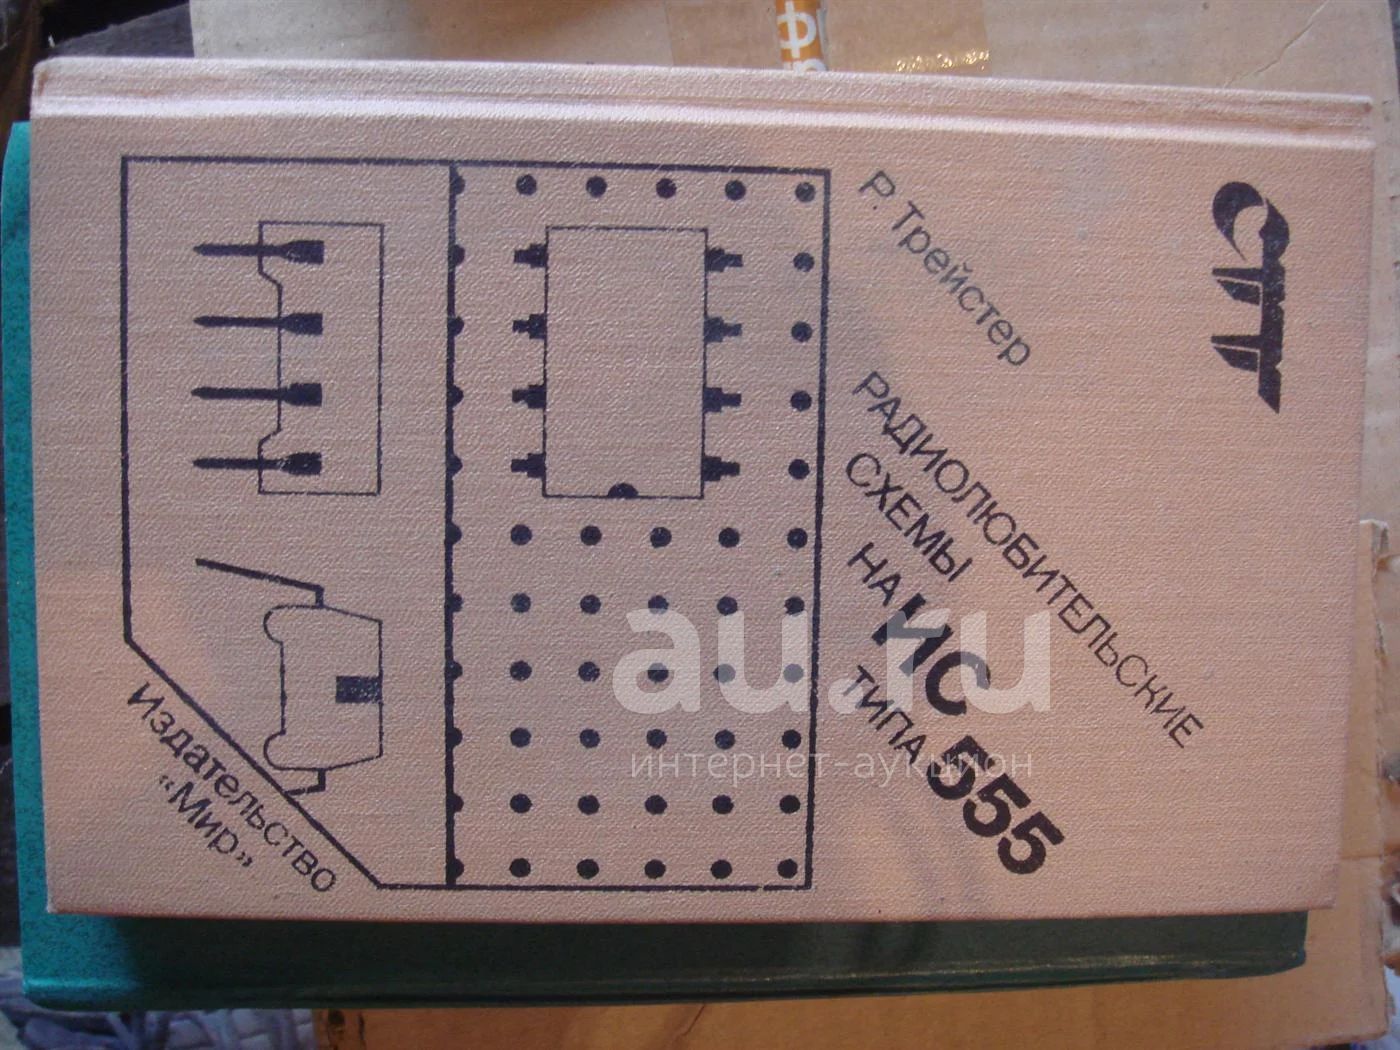 Р. Трейстер
РАДИОЛЮБИТЕЛЬСКИЕ
СХЕМЫ
НА ИС
ТИПА 555
Издательство
«Мир»
au.ru
интернет-аукцион